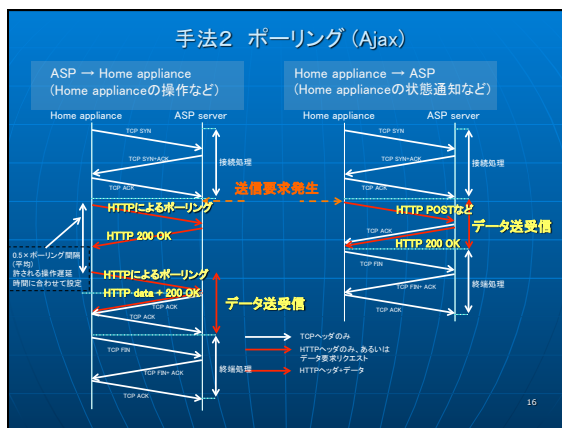 手法2 ポーリング (Ajax)
ASP → Home appliance
(Home applianceの操作など)
Home appliance → ASP
(Home applianceの状態通知など)
Home appliance
ASP server
TCP SYN
TCP SYN+ACK
TCP ACK
接続処理
HTTPによるポーリング
HTTP 200 OK
0.5×ポーリング間隔
(平均)
許される操作遅延
時間に合わせて設定
HTTPによるポーリング
HTTP data + 200 OK
TCP ACK
データ送受信
TCP FIN
TCP FIN+ ACK
TCP ACK
終端処理
送信要求発生
Home appliance
ASP server
TCP SYN
TCP SYN+ACK
TCP ACK
接続処理
HTTP POSTなど
TCP ACK
HTTP 200 OK
データ送受信
TCP FIN
TCP FIN+ ACK
TCP ACK
終端処理
TCPヘッダのみ
HTTPヘッダのみ、あるいは
データ要求リクエスト
HTTPヘッダ+データ
16